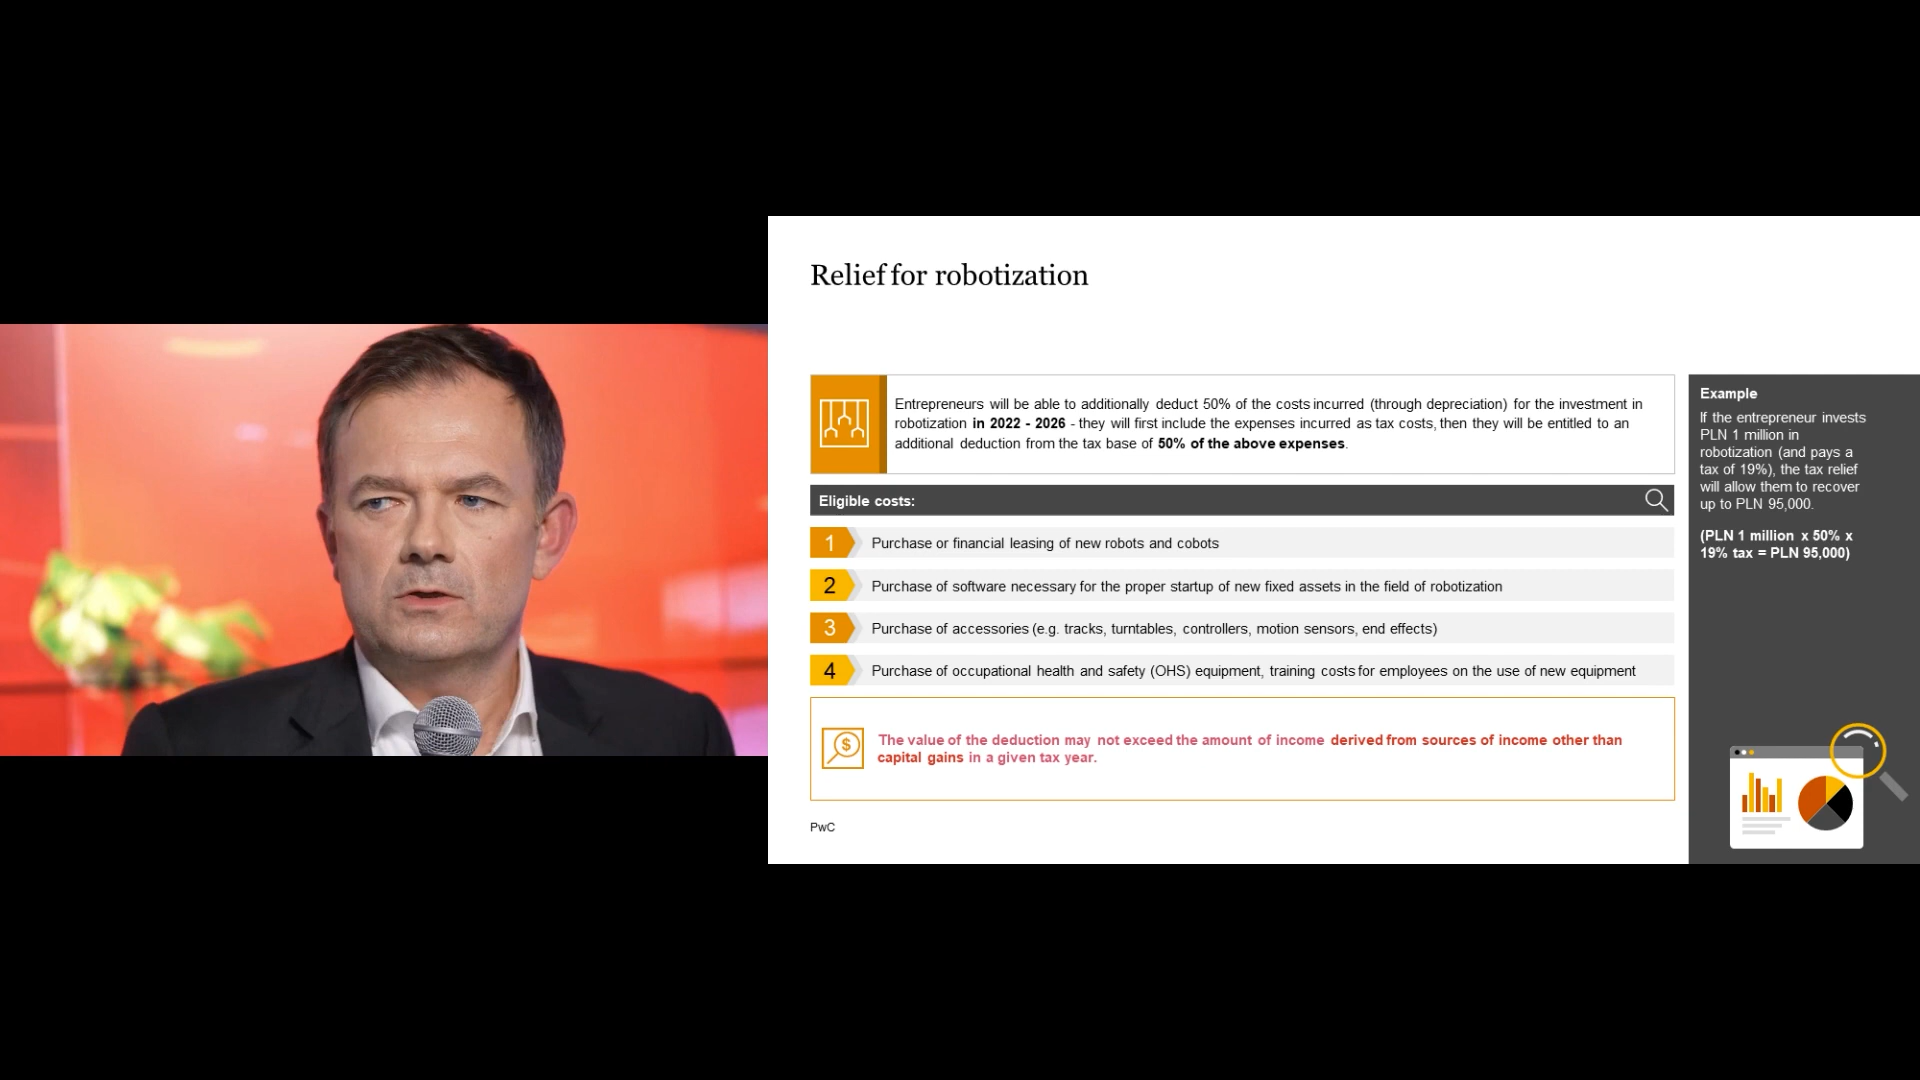 Relief for robotization
Entrepreneurs will be able to additionally deduct 50% of the costs incurred (through depreciation) for the investment in
robotization in 2022 - 2026 - they will first include the expenses incurred as tax costs, then they will be entitled to an
additional deduction from the tax base of 50% of the above expenses.
Eligible costs:
1 Purchase or financial leasing of new robots and cobots
2 Purchase of software necessary for the proper startup of new fixed assets in the field of robotization
3 Purchase of accessories (e.g. tracks, turntables, controllers, motion sensors, end effects)
4 Purchase of occupational health and safety (OHS) equipment, training costs for employees on the use of new equipment
$
The value of the deduction may not exceed the amount of income derived from sources of income other than
capital gains in a given tax year.
PwC
Example
If the entrepreneur invests
PLN 1 million in
robotization (and pays a
tax of 19%), the tax relief
will allow them to recover
up to PLN 95,000.
(PLN 1 million x 50% x
19% tax = PLN 95,000)